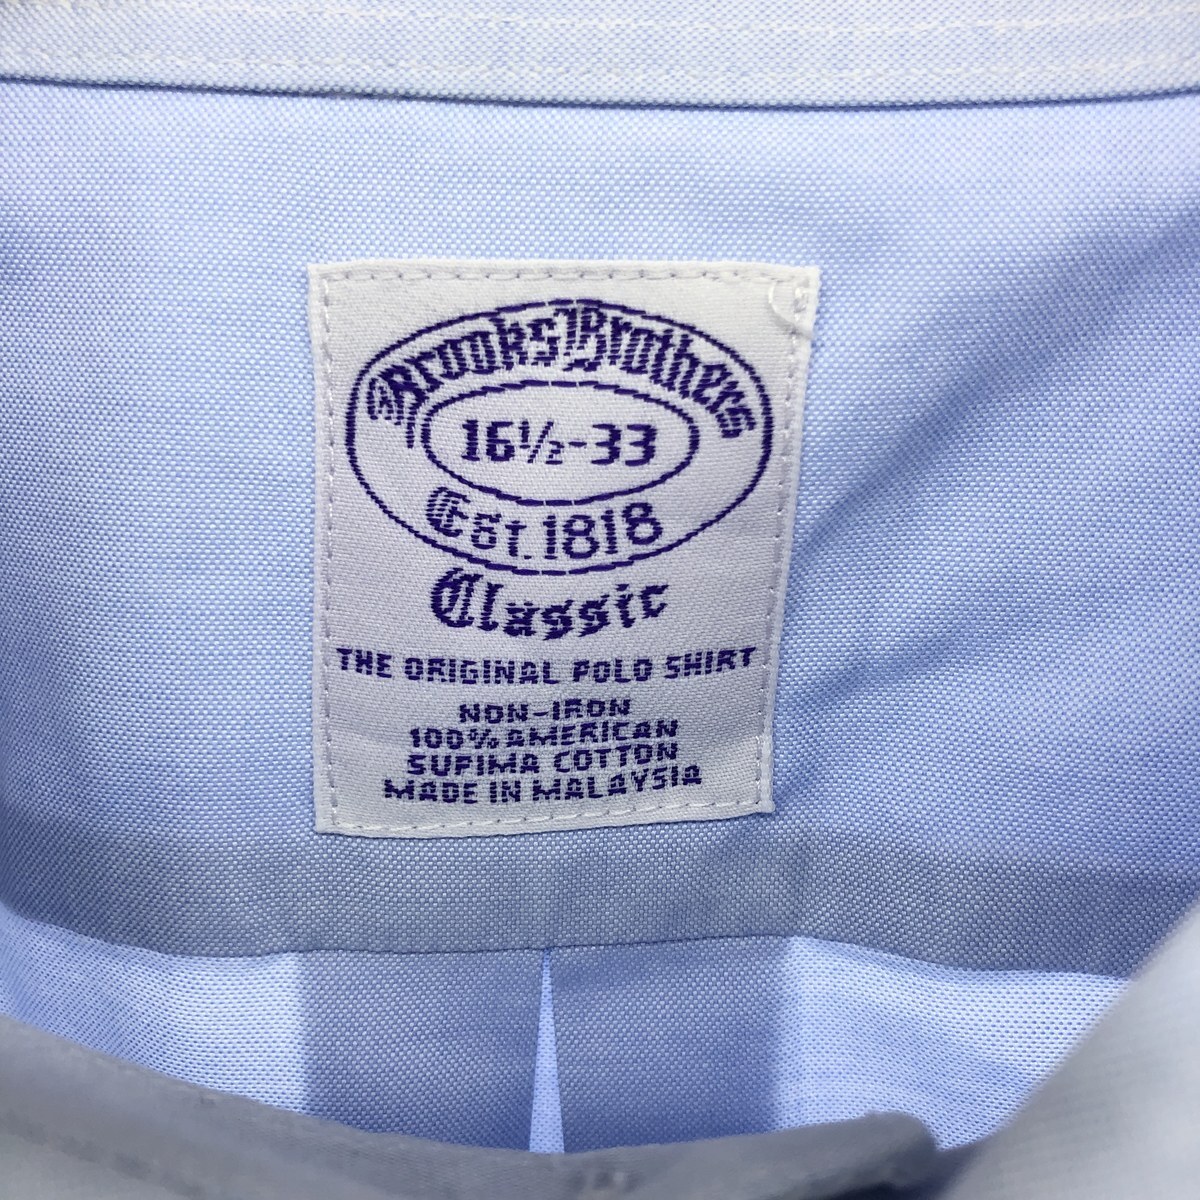 Brooks Brothers
16½-33
Est. 1818
Classic
THE ORIGINAL POLO SHIRT
NON-IRON
100% AMERICAN
SUPIMA COTTON
MADE IN MALAYSIA